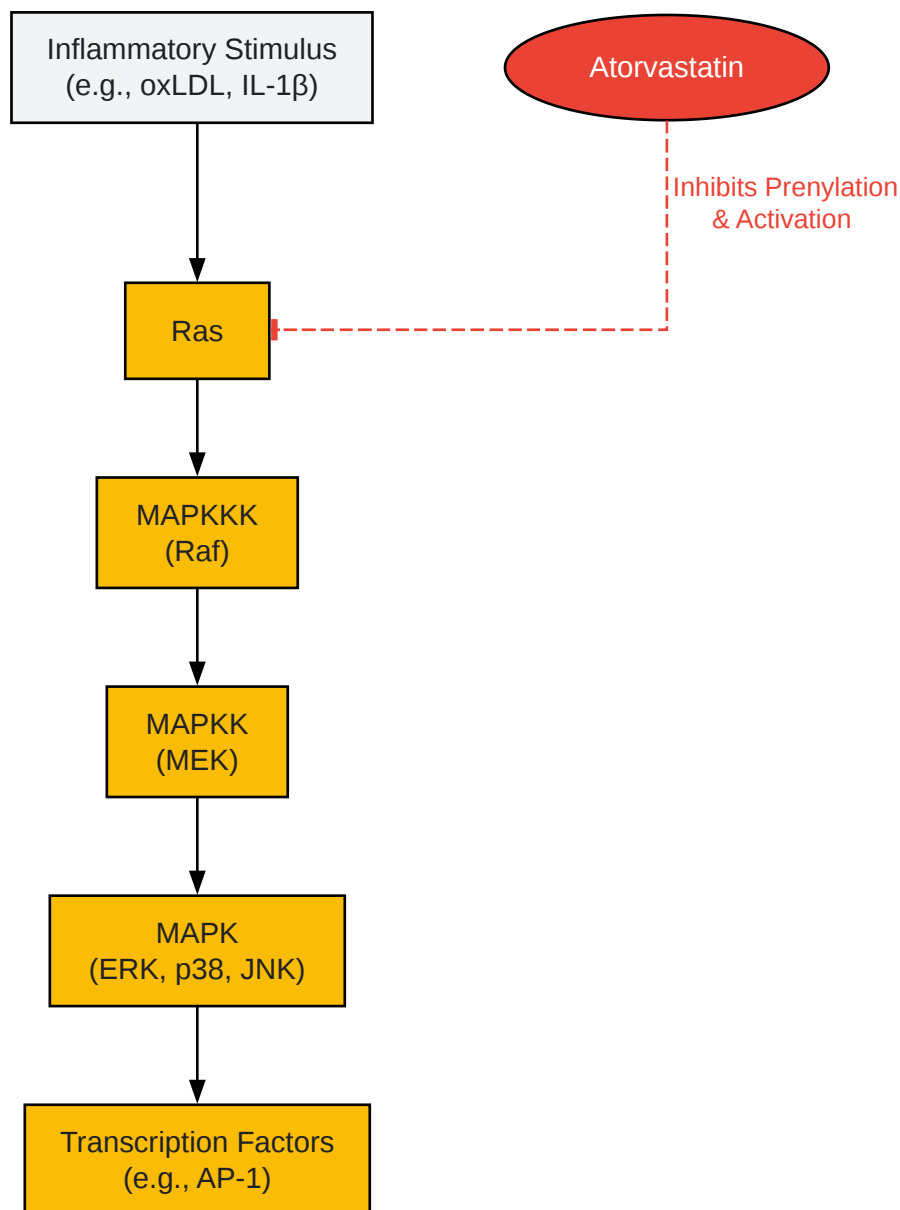 Inflammatory Stimulus
(e.g., oxLDL, IL-1β)
Atorvastatin
Inhibits Prenylation
& Activation
Ras
MAPKKK
(Raf)
MAPKK
(MEK)
MAPK
(ERK, p38, JNK)
Transcription Factors
(e.g., AP-1)